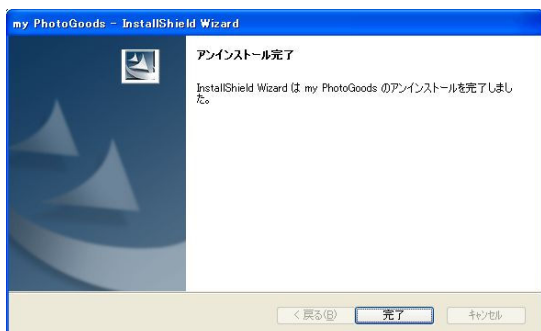 my PhotoGoods - InstallShield Wizard
アンインストール完了
InstallShield Wizard は my PhotoGoods のアンインストールを完了しまし
た。
< 戻る(B)
完了
キャンセル